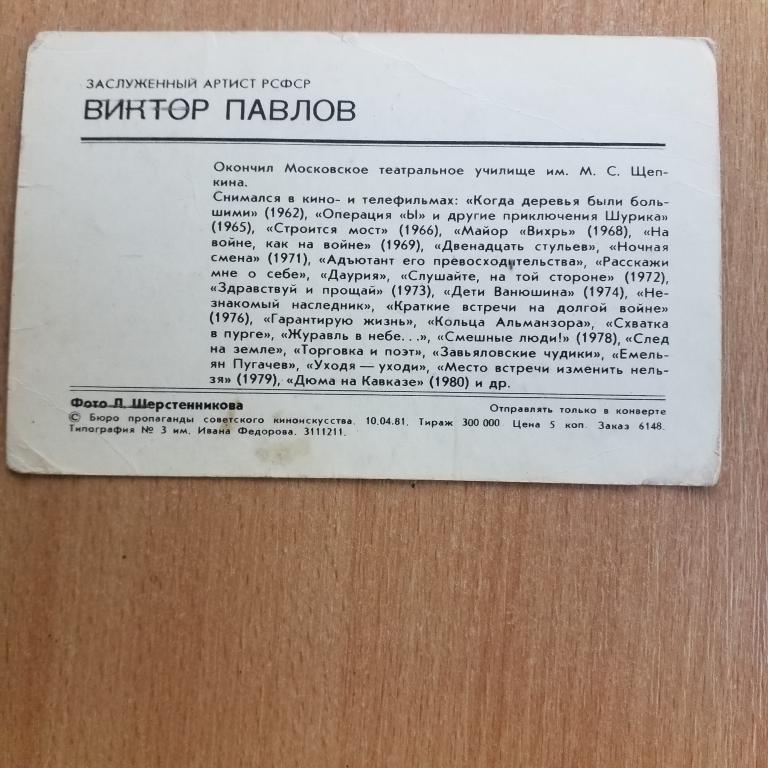 ЗАСЛУЖЕННЫЙ АРТИСТ РСФСР
ВИКТОР ПАВЛОВ
Окончил Московское театральное училище им. М. С. Щеп-
кина.
Снимался в кино- и телефильмах: «Когда деревья были боль-
шими» (1962), «Операция «Ы» и другие приключения Шурика»
(1965), «Строится мост» (1966), «Майор «Вихрь» (1968), «На
войне, как на войне» (1969), «Двенадцать стульев», «Ночная
смена» (1971), «Адъютант его превосходительства», «Расскажи
мне о себе», «Даурия», «Слушайте, на той стороне» (1972),
«Здравствуй и прощай» (1973), «Дети Ванюшина» (1974), «Не-
знакомый наследник», «Краткие встречи на долгой войне»
(1976), «Гарантирую жизнь», «Кольца Альманзора», «Схватка
в пурге», «Журавль в небе. . .», «Смешные люди!» (1978), «След
на земле», «Торговка и поэт», «Завьяловские чудики», «Емель-
ян Пугачев», «Уходя — уходи», «Место встречи изменить нель-
зя» (1979), «Дюма на Кавказе» (1980) и др.
Фото Л. Шерстенникова
Отправлять только в конверте
© Бюро пропаганды советского киноискусства. 10.04.81. Тираж 300 000 Цена 5 коп. Заказ 6148.
Типография № 3 им. Ивана Федорова. 3111211.